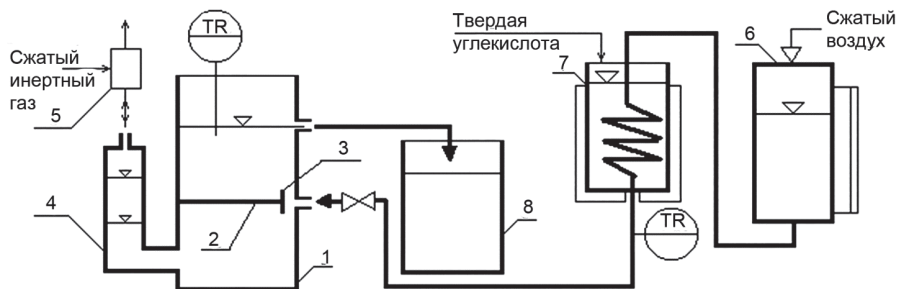 TR
Сжатый
инертный
газ
5
4
3
2
1
8
Твердая
углекислота
7
TR
6
Сжатый
воздух